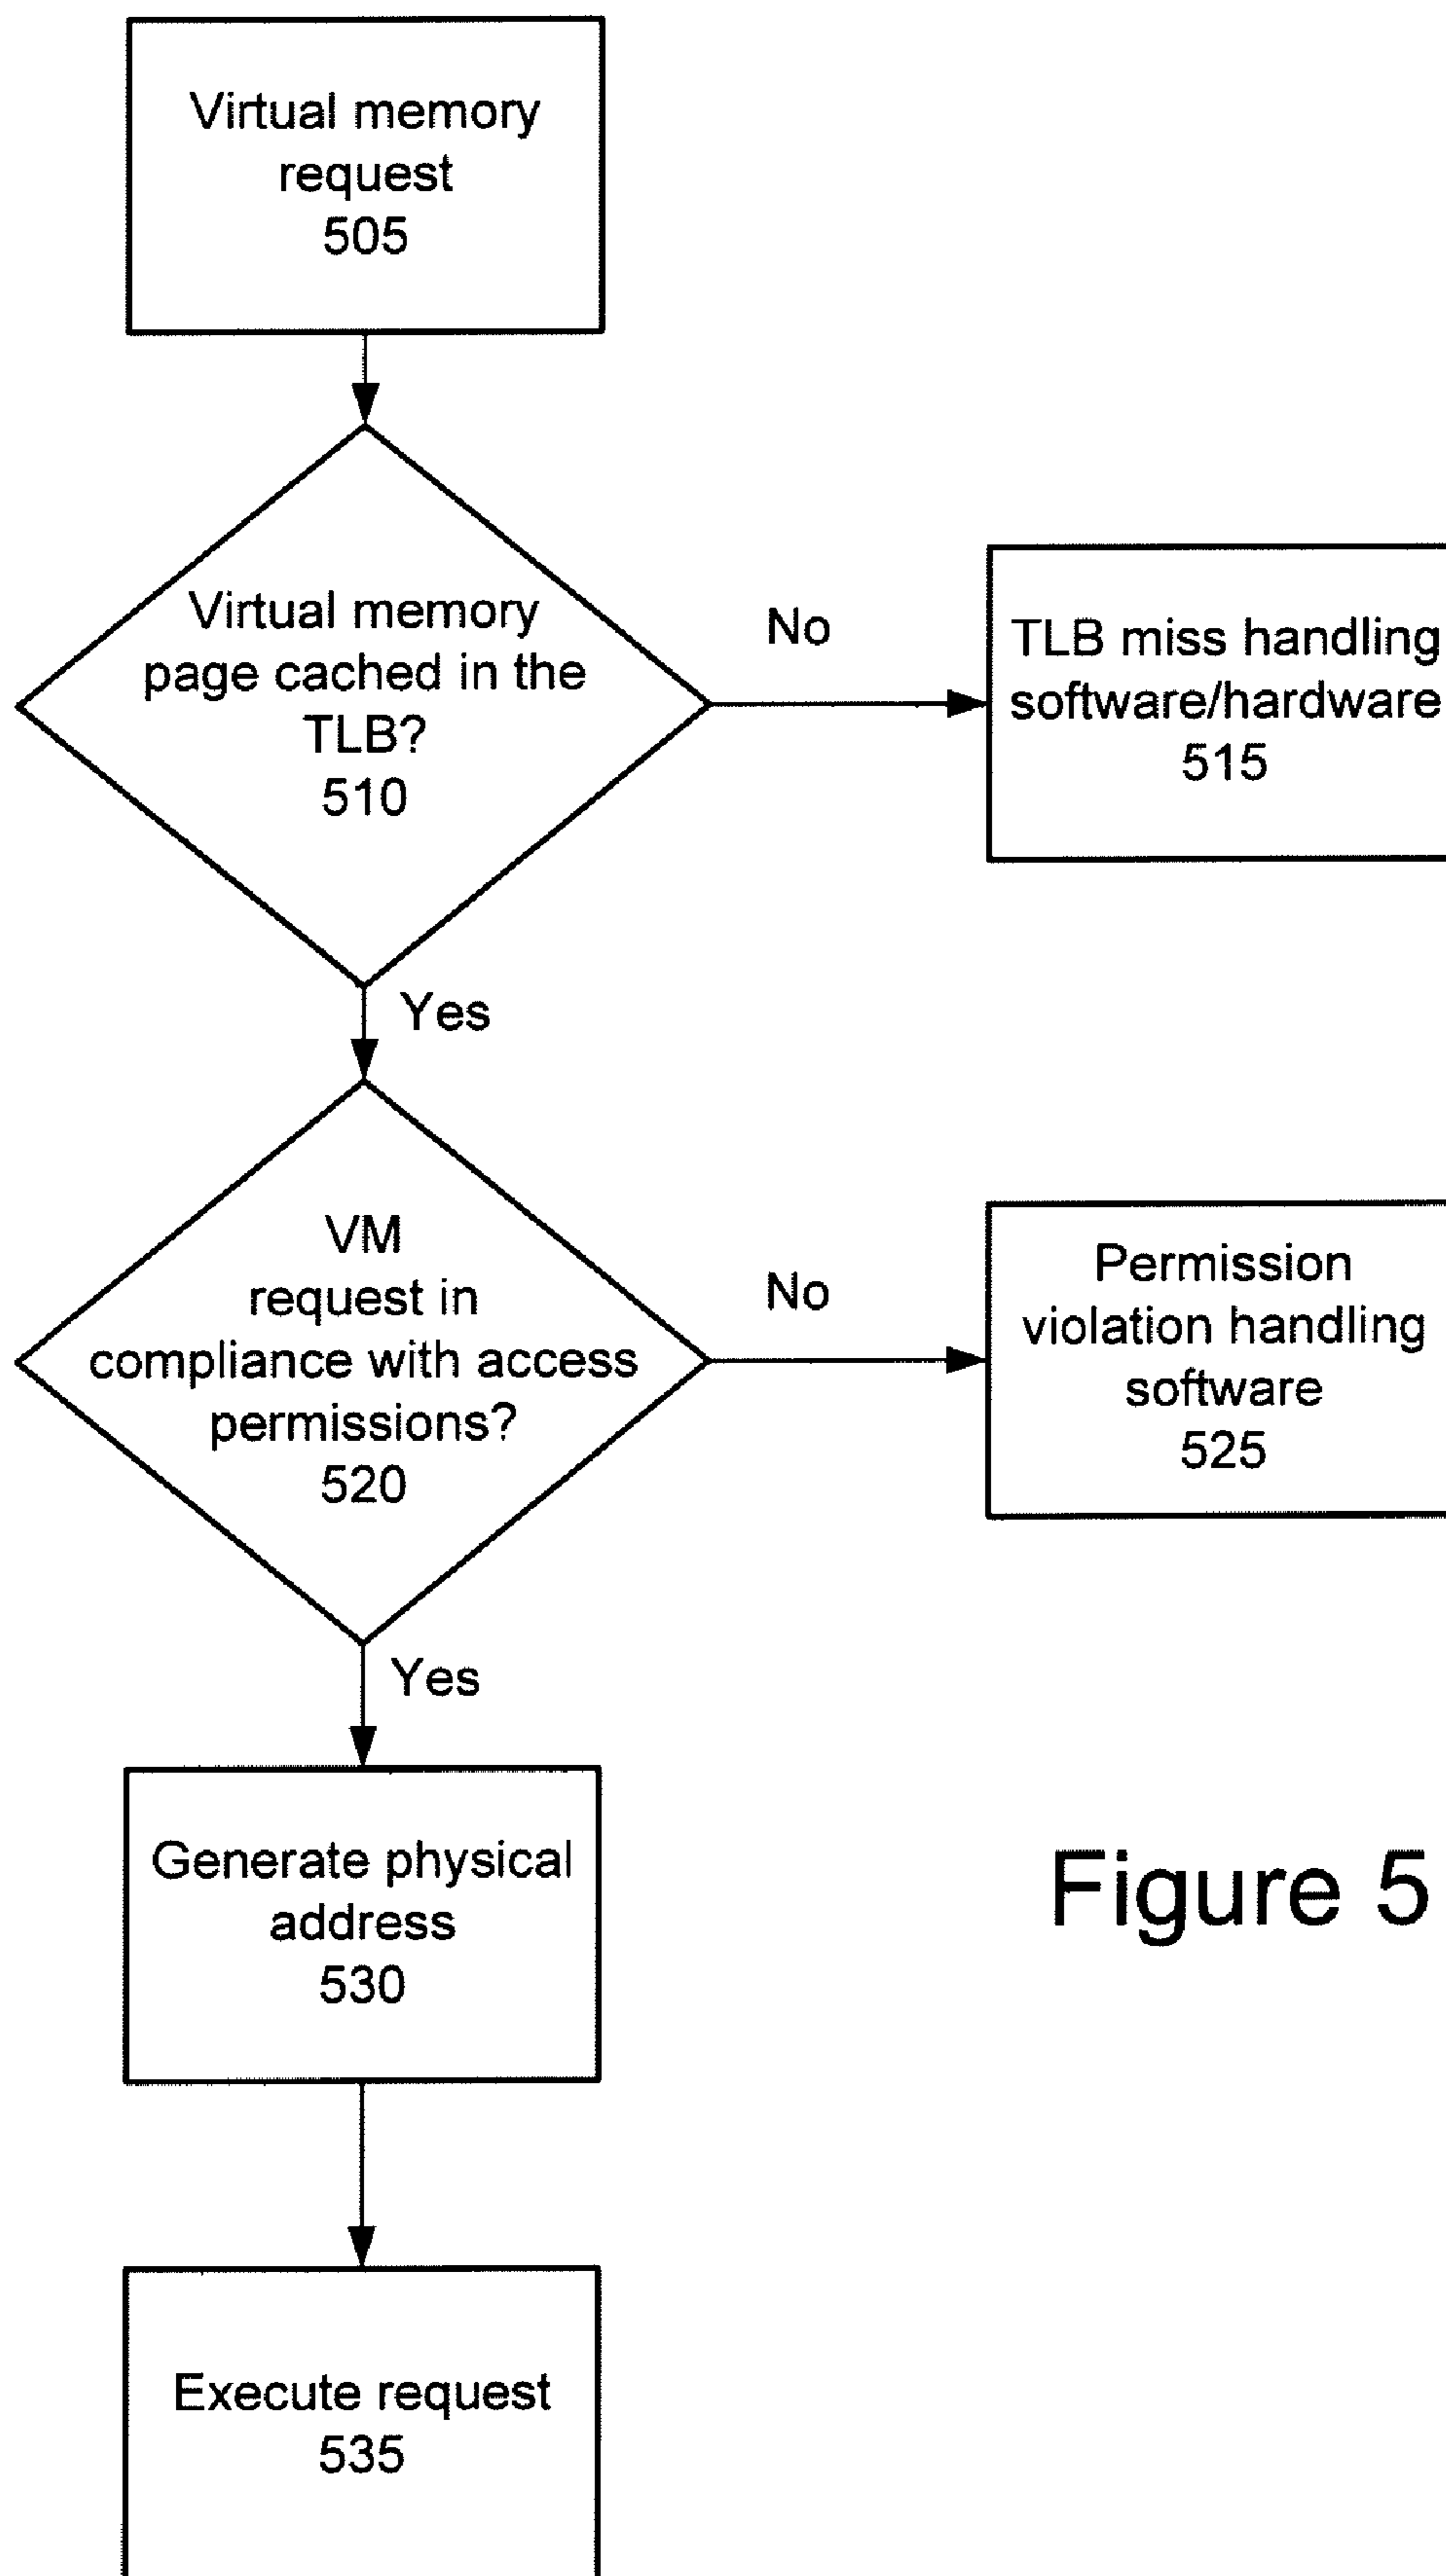 Virtual memory
request
505
Virtual memory
page cached in the
TLB?
510
No
TLB miss handling
software/hardware
515
Yes
VM
request in
compliance with access
permissions?
520
No
Permission
violation handling
software
525
Yes
Generate physical
address
530
Figure 5
Execute request
535